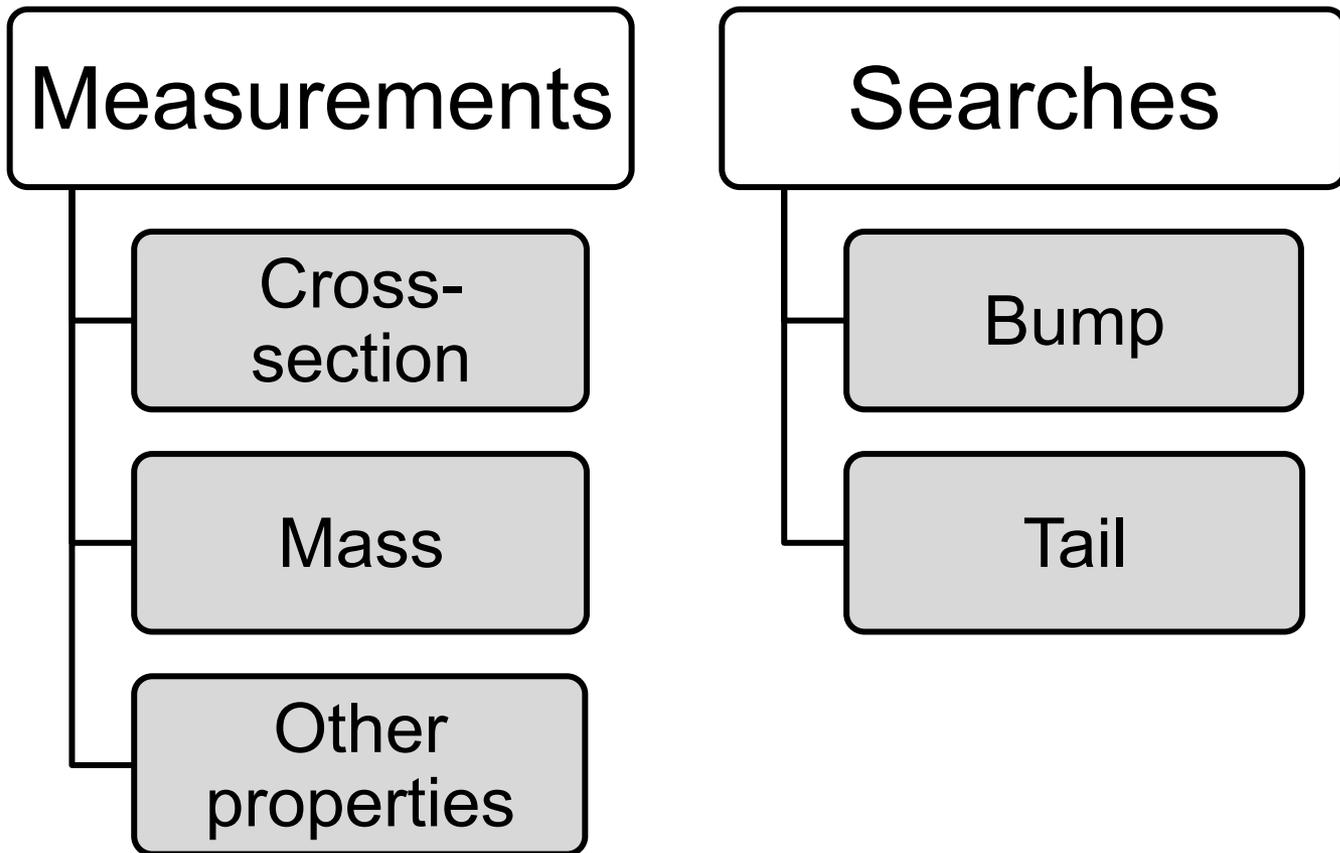 Measurements
Cross-
section
Mass
Other
properties
Searches
Bump
Tail